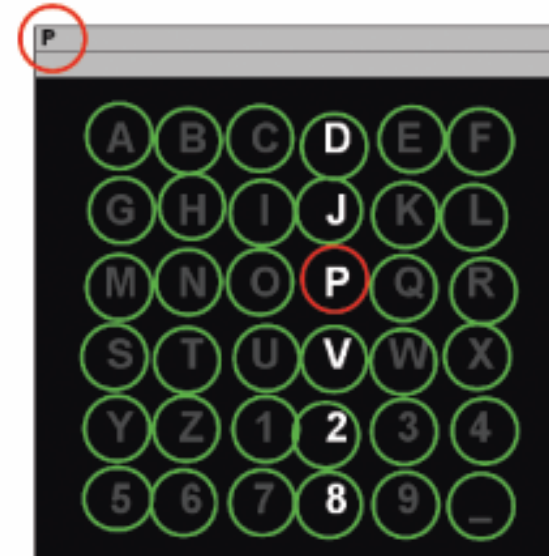 P
A B C D E F
G H I J K L
M N O P Q R
S T U V W X
Y Z 1 2 3 4
5 6 7 8 9 _